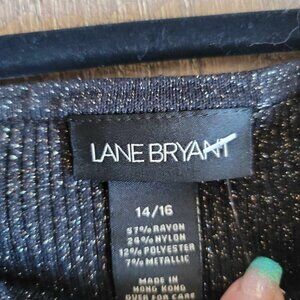 LANE BRYANT
14/16
57% RAYON
24% NYLON
12% POLYESTER
7% METALLIC
MADE IN
HONG KONG
OVER FOR CARE